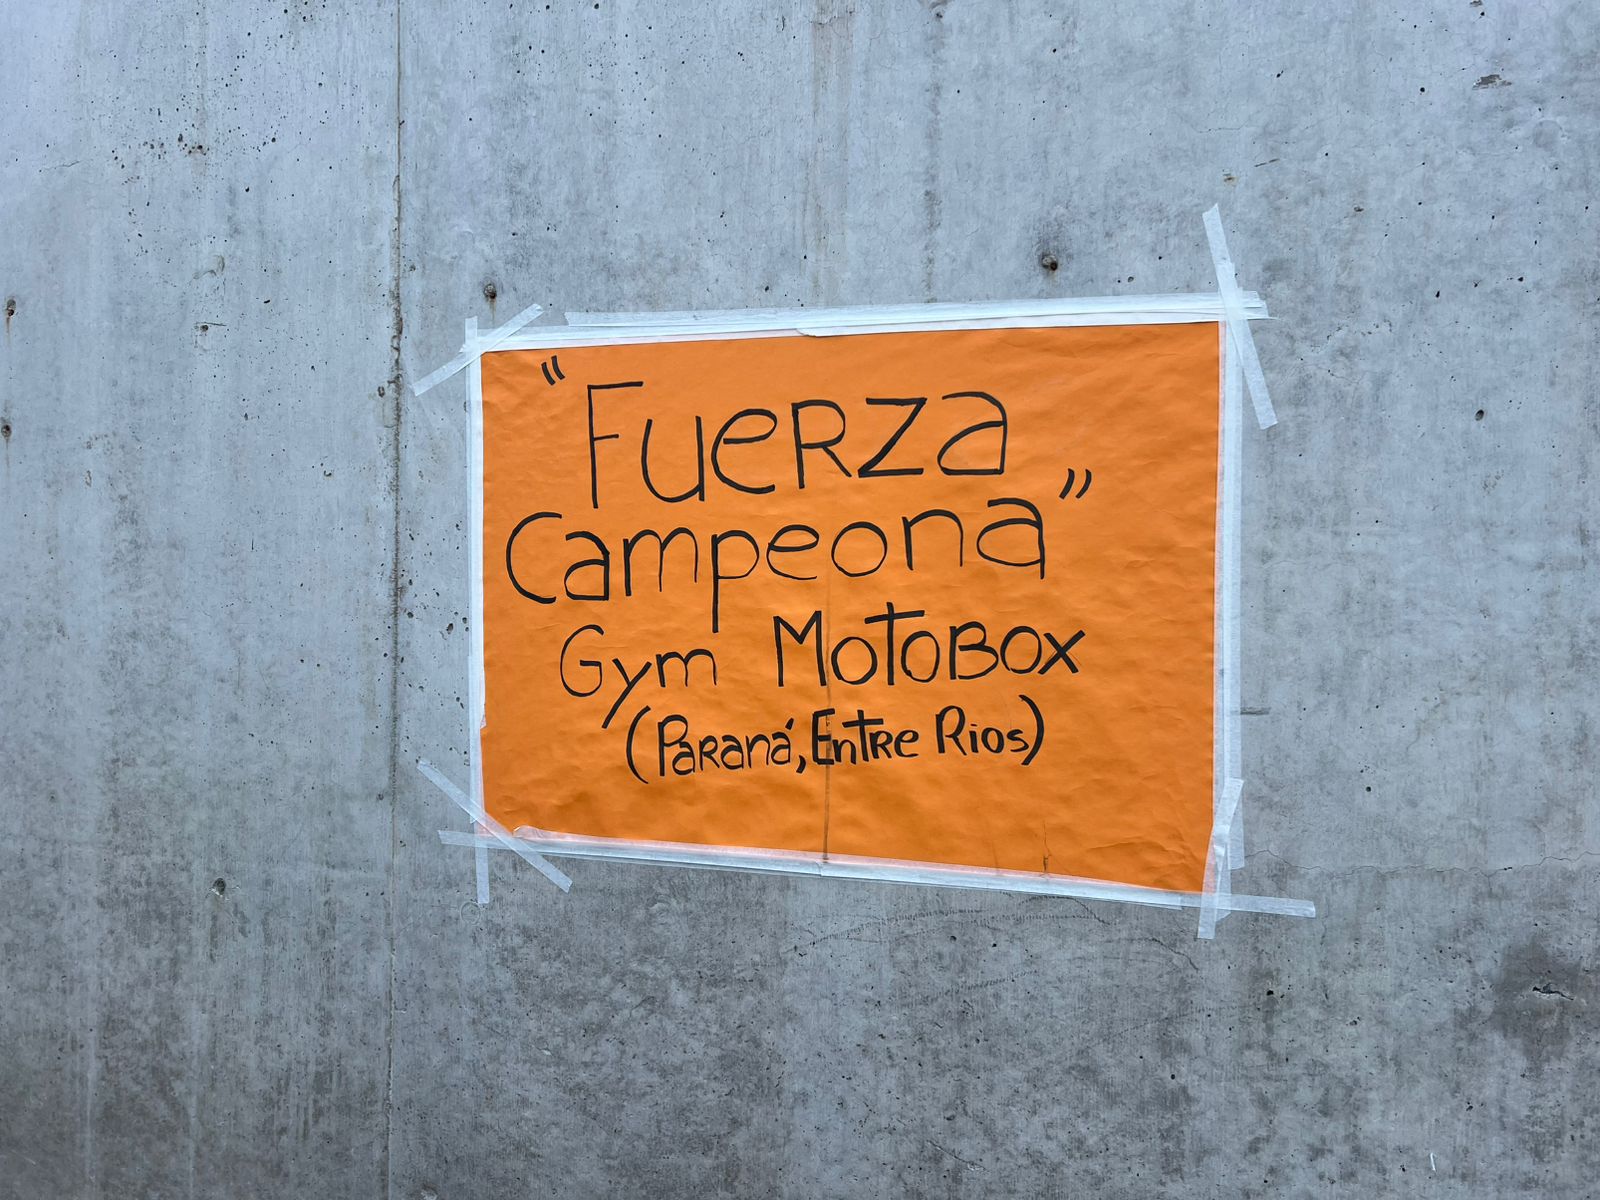 "Fuerza
Campeona"
Gym MotoBox
(Paraná, Entre Rios)